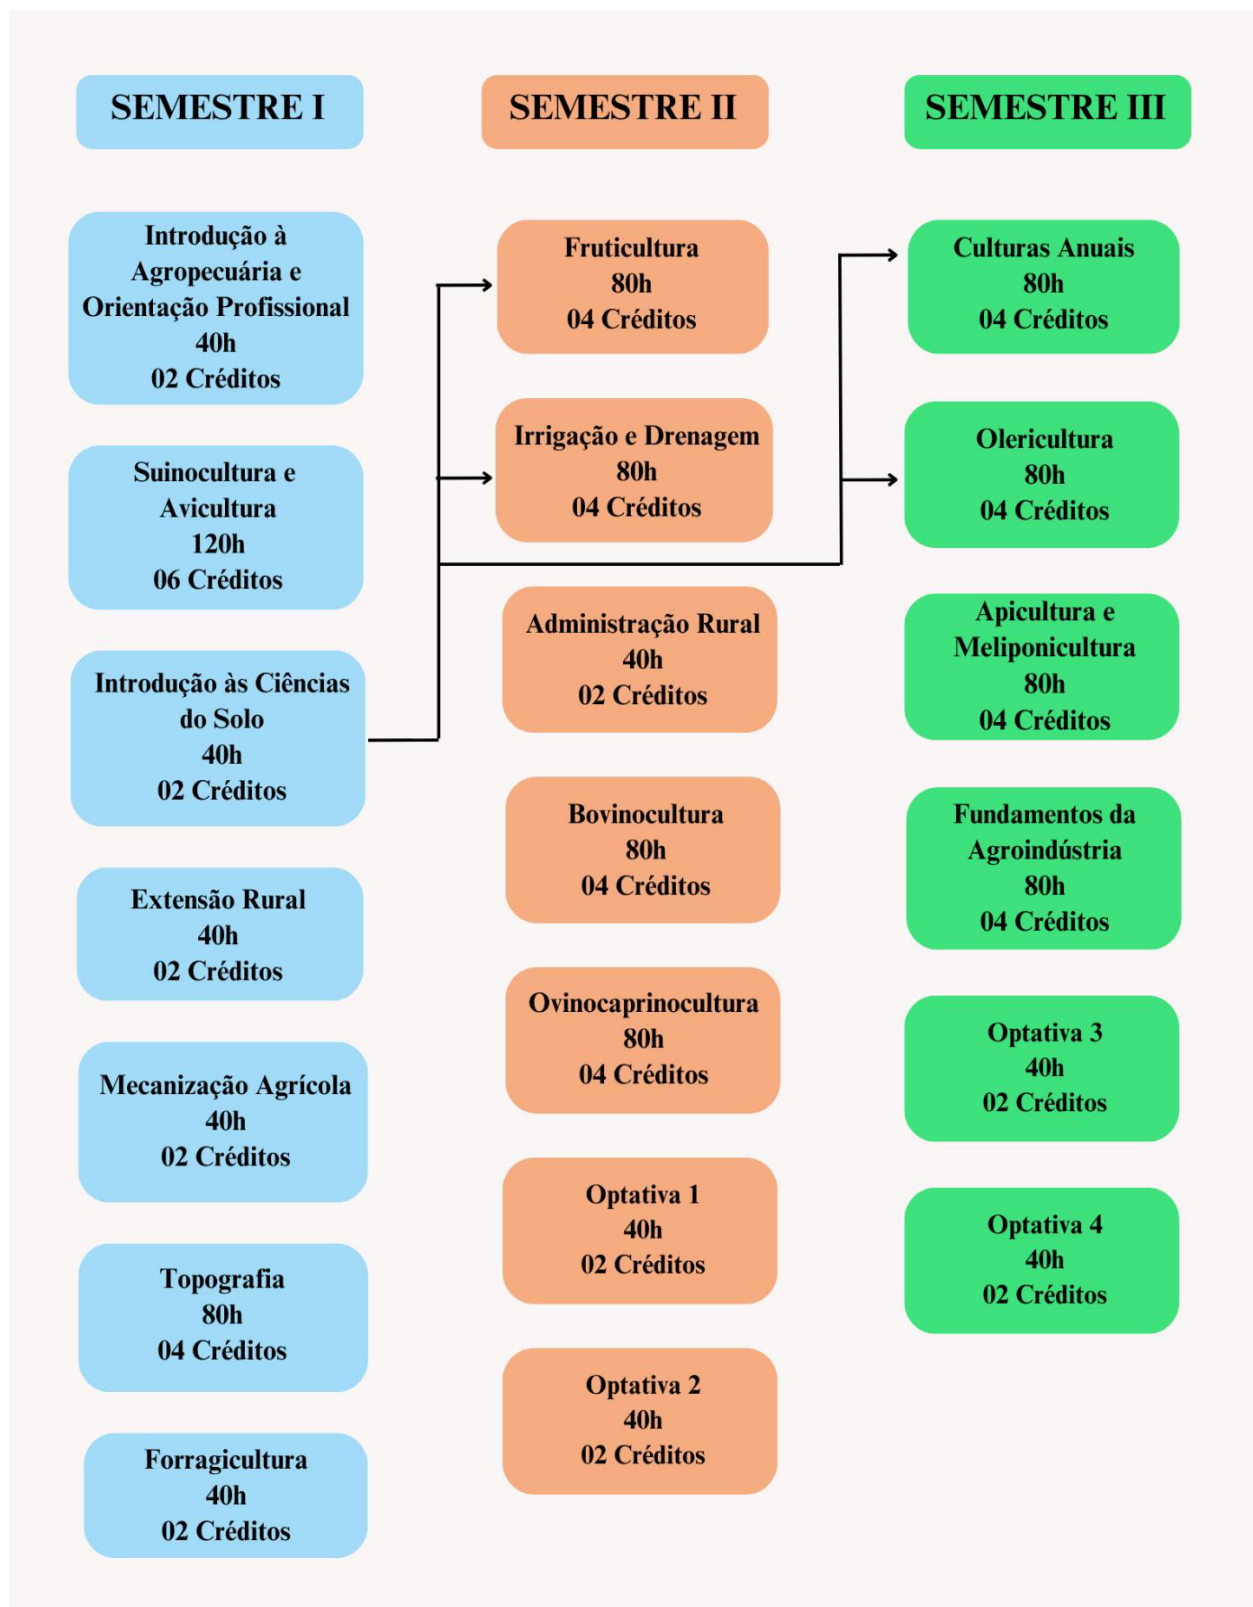 SEMESTRE I
Introdução à
Agropecuária e
Orientação Profissional
40h
02 Créditos
Suinocultura e
Avicultura
120h
06 Créditos
Introdução às Ciências
do Solo
40h
02 Créditos
Extensão Rural
40h
02 Créditos
Mecanização Agrícola
40h
02 Créditos
Topografia
80h
04 Créditos
Forragicultura
40h
02 Créditos
SEMESTRE II
Fruticultura
80h
04 Créditos
Irrigação e Drenagem
80h
04 Créditos
Administração Rural
40h
02 Créditos
Bovinocultura
80h
04 Créditos
Ovinocaprinocultura
80h
04 Créditos
Optativa 1
40h
02 Créditos
Optativa 2
40h
02 Créditos
SEMESTRE III
Culturas Anuais
80h
04 Créditos
Olericultura
80h
04 Créditos
Apicultura e
Meliponicultura
80h
04 Créditos
Fundamentos da
Agroindústria
80h
04 Créditos
Optativa 3
40h
02 Créditos
Optativa 4
40h
02 Créditos